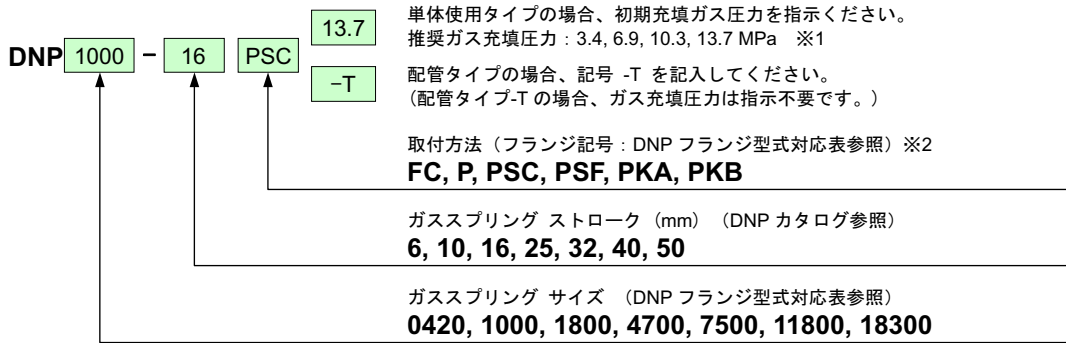 13.7
単体使用タイプの場合、初期充填ガス圧力を指示ください。
推奨ガス充填圧力：3.4, 6.9, 10.3, 13.7 MPa ※1
DNP 1000 − 16 PSC
−T
配管タイプの場合、記号 -T を記入してください。
(配管タイプ-T の場合、ガス充填圧力は指示不要です。)
取付方法（フランジ記号：DNP フランジ型式対応表参照）※2
FC, P, PSC, PSF, PKA, PKB
ガススプリング ストローク (mm) （DNP カタログ参照）
6, 10, 16, 25, 32, 40, 50
ガススプリング サイズ （DNP フランジ型式対応表参照）
0420, 1000, 1800, 4700, 7500, 11800, 18300